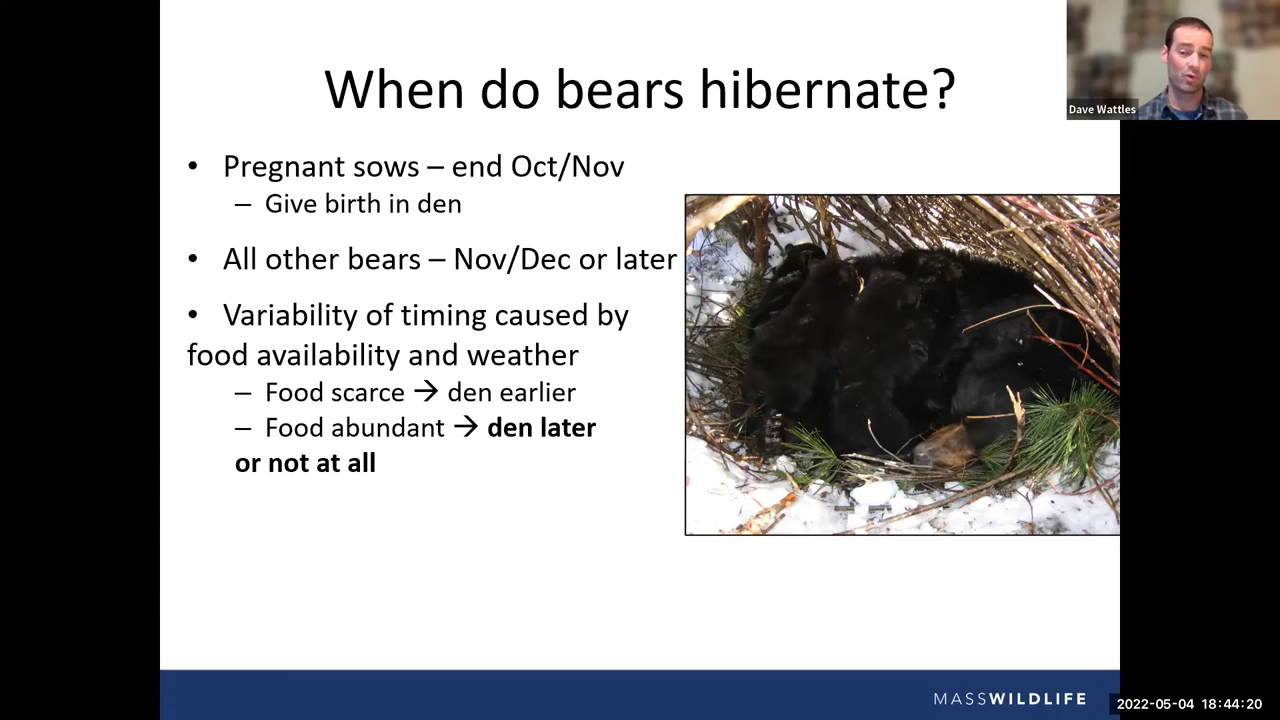 When do bears hibernate?
Dave Wattles
• Pregnant sows – end Oct/Nov
– Give birth in den
• All other bears – Nov/Dec or later
• Variability of timing caused by
food availability and weather
– Food scarce → den earlier
– Food abundant → den later
or not at all
MASSWILDLIFE
2022-05-04 18:44:20